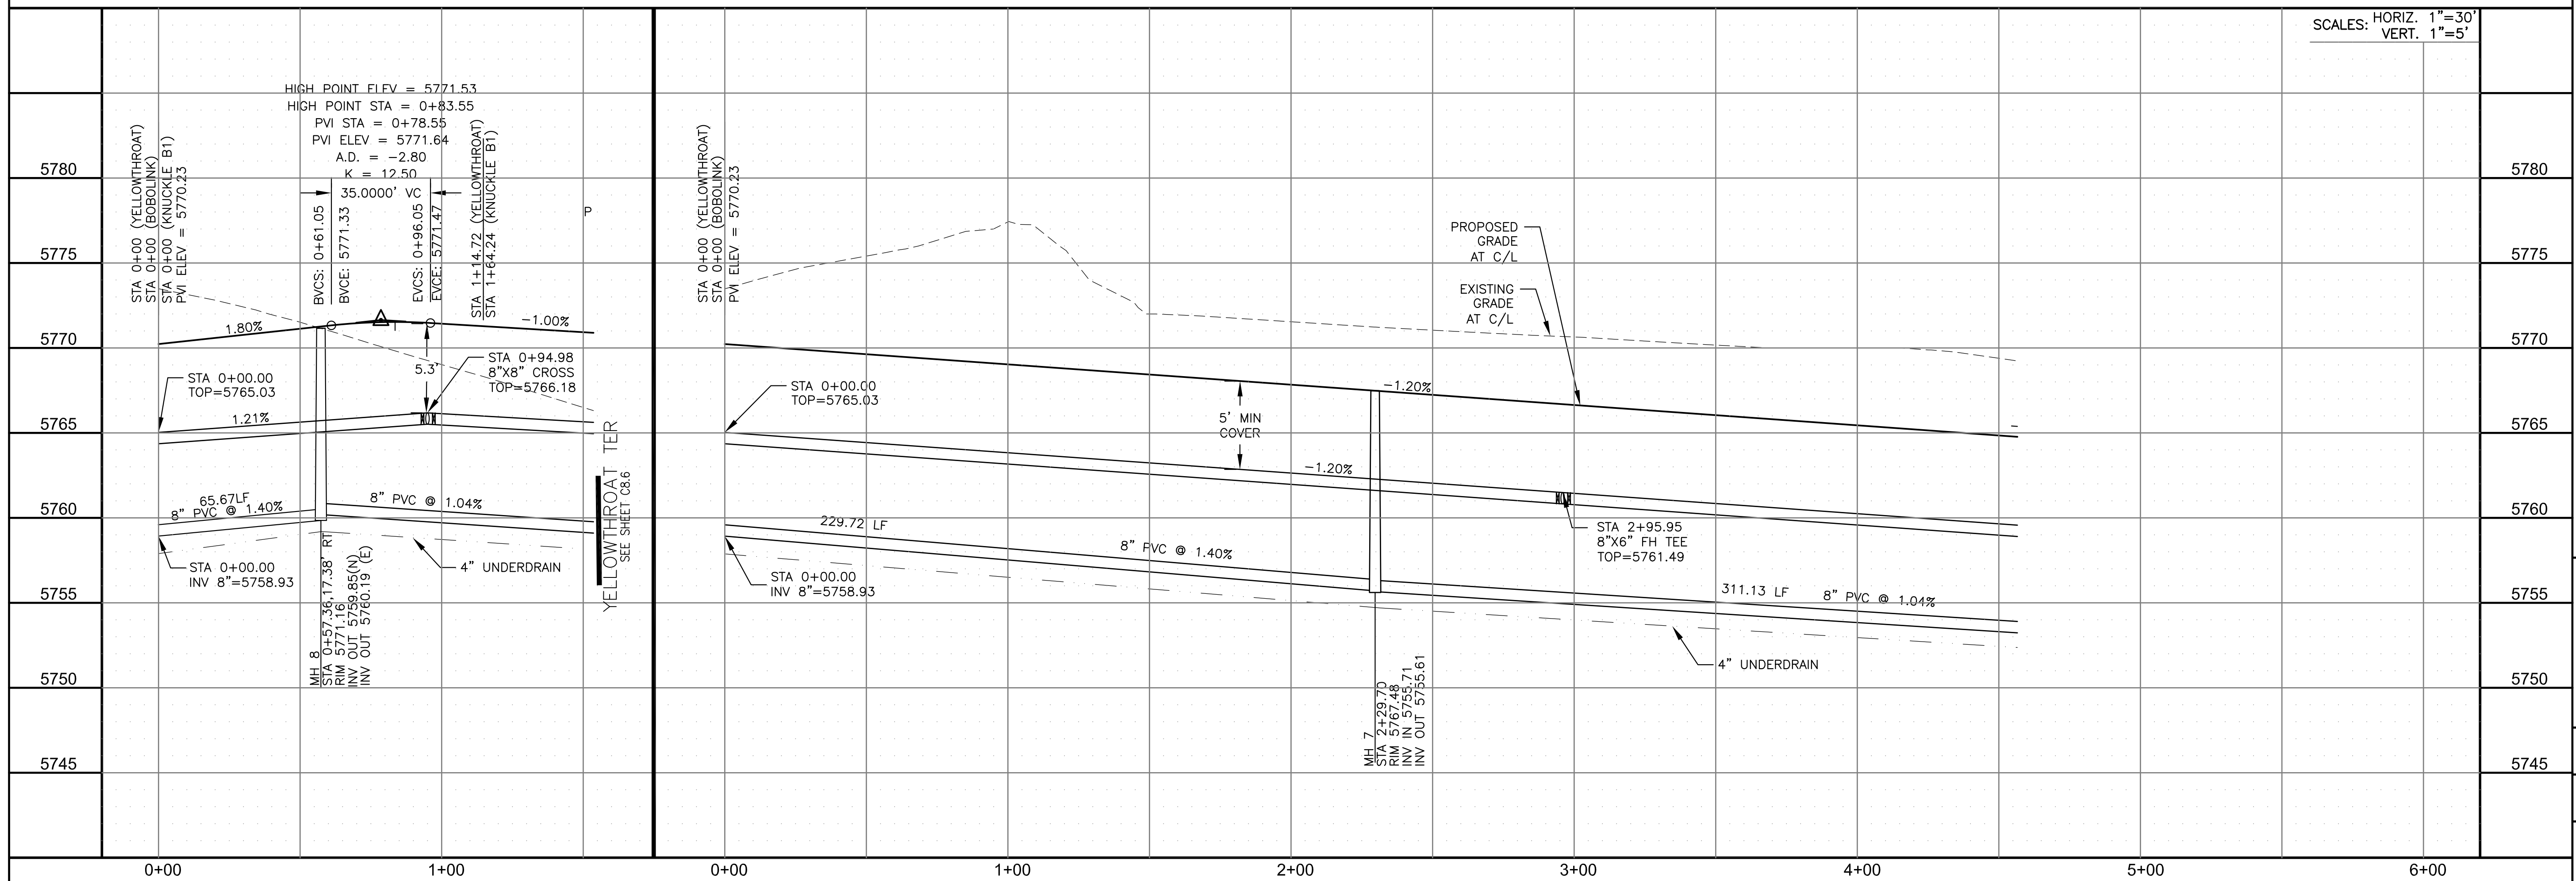 SCALES: HORIZ. 1"=30'
VERT. 1"=5'
HIGH POINT ELEV = 5771.53
HIGH POINT STA = 0+83.55
PVI STA = 0+78.55
PVI ELEV = 5771.64
A.D. = -2.80
K = 12.50
35.0000' VC
STA 0+00 (YELLOWTHROAT)
STA 0+00 (BOBOLINK)
STA 0+00 (KNUCKLE B1)
PVI ELEV = 5770.23
BVCS: 0+61.05
BVCE: 5771.33
EVCS: 0+96.05
EVCE: 5771.47
STA 1+14.72 (YELLOWTHROAT)
STA 1+64.24 (KNUCKLE B1)
P
1.80%
-1.00%
5.3'
STA 0+94.98
8"X8" CROSS
TOP=5766.18
STA 0+00.00
TOP=5765.03
1.21%
65.67LF
8" PVC @ 1.40%
8" PVC @ 1.04%
STA 0+00.00
INV 8"=5758.93
4" UNDERDRAIN
MH 8
STA 0+57.36,17.38' RT
RIM 5771.16
INV OUT 5759.85(N)
INV OUT 5760.19 (E)
YELLOWTHROAT TER
SEE SHEET C8.6
STA 0+00 (YELLOWTHROAT)
STA 0+00 (BOBOLINK)
PVI ELEV = 5770.23
PROPOSED
GRADE
AT C/L
EXISTING
GRADE
AT C/L
STA 0+00.00
TOP=5765.03
5' MIN
COVER
-1.20%
-1.20%
STA 2+95.95
8"X6" FH TEE
TOP=5761.49
229.72 LF
8" PVC @ 1.40%
STA 0+00.00
INV 8"=5758.93
311.13 LF
8" PVC @ 1.04%
4" UNDERDRAIN
MH 7
STA 2+29.70
RIM 5767.48
INV IN 5755.71
INV OUT 5755.61
5780
5775
5770
5765
5760
5755
5750
5745
5780
5775
5770
5765
5760
5755
5750
5745
0+00
1+00
0+00
1+00
2+00
3+00
4+00
5+00
6+00